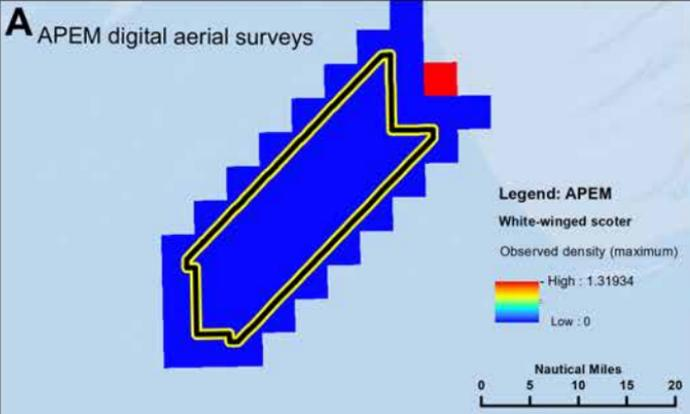 A APEM digital aerial surveys
Legend: APEM
White-winged scoter
Observed density (maximum)
- High : 1.31934
Low : 0
Nautical Miles
0 5 10 15 20